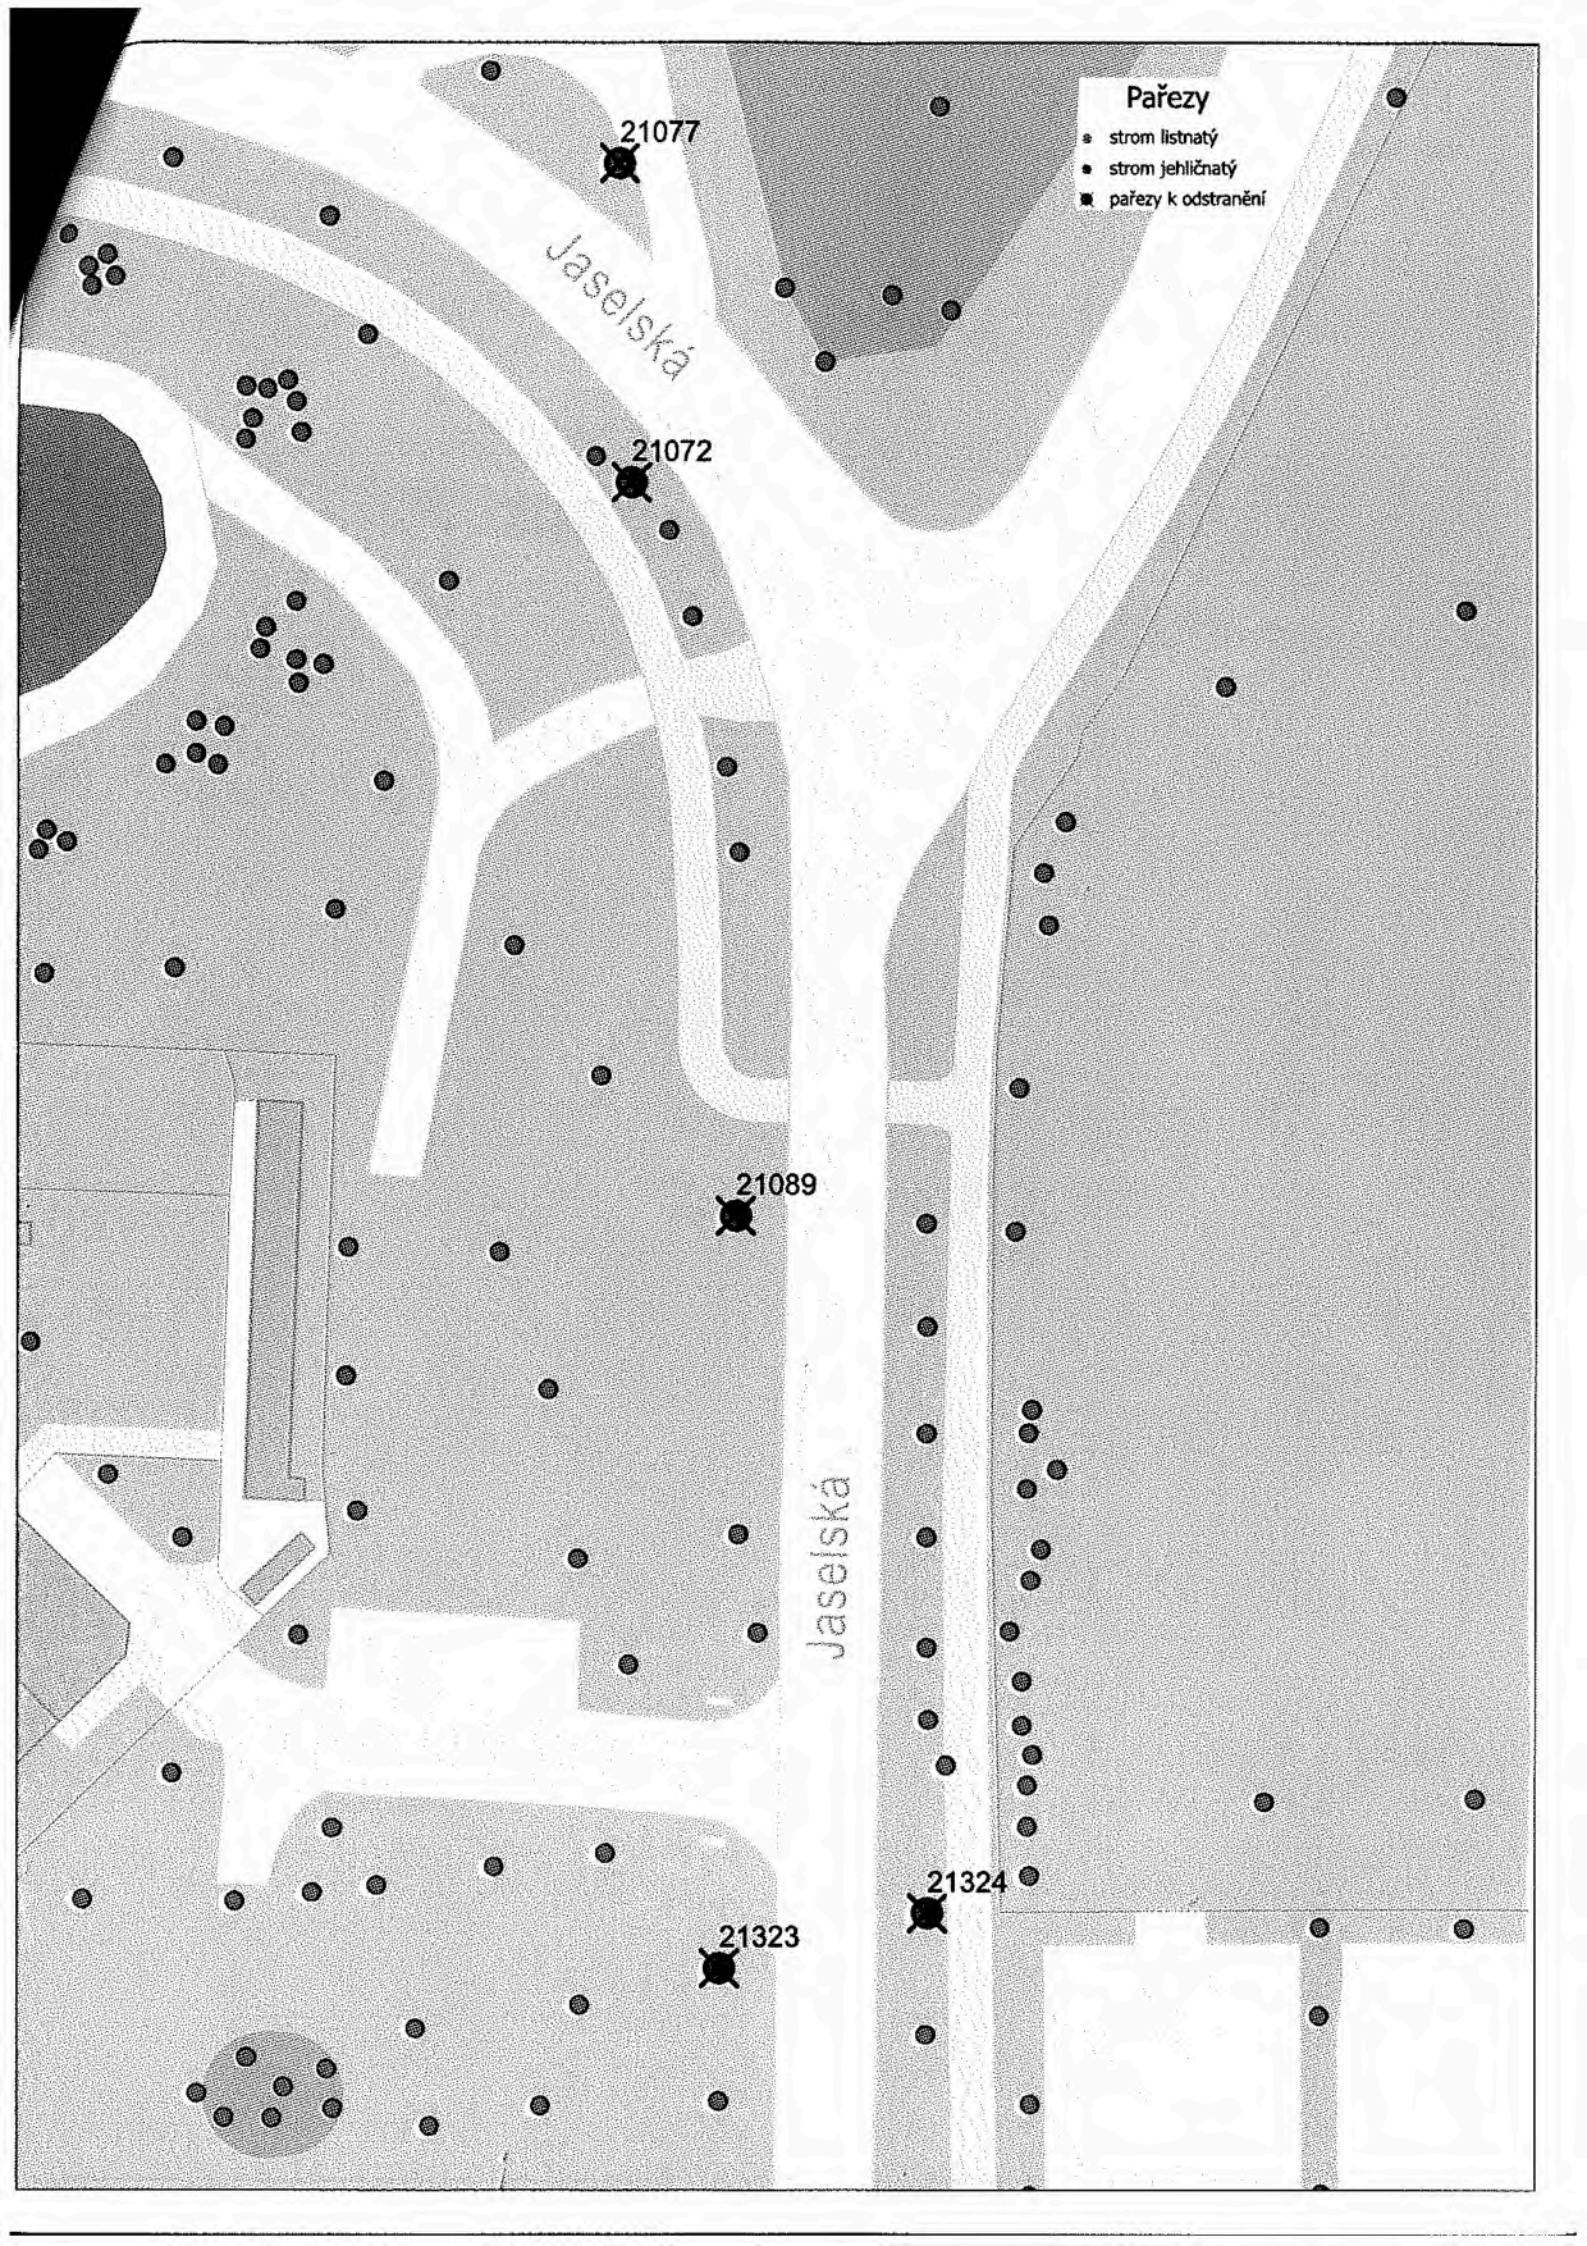 Pařezy
strom listnatý
strom jehličnatý
pařezy k odstranění
21077
Jaselská
21072
21089
Jaselská
21324
21323